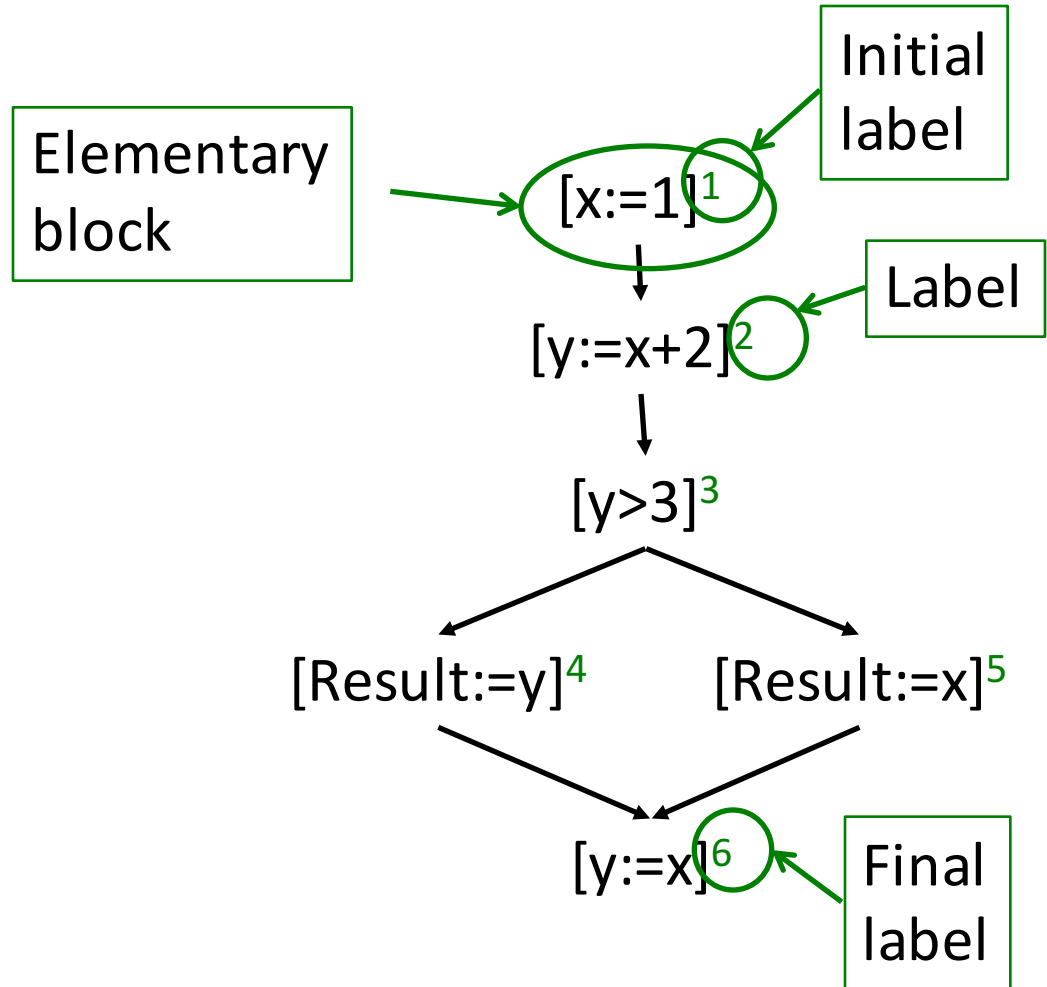 Initial
label
Elementary
block
[x:=1]1
Label
[y:=x+2]2
[y>3]3
[Result:=y]4
[Result:=x]5
[y:=x]6
Final
label